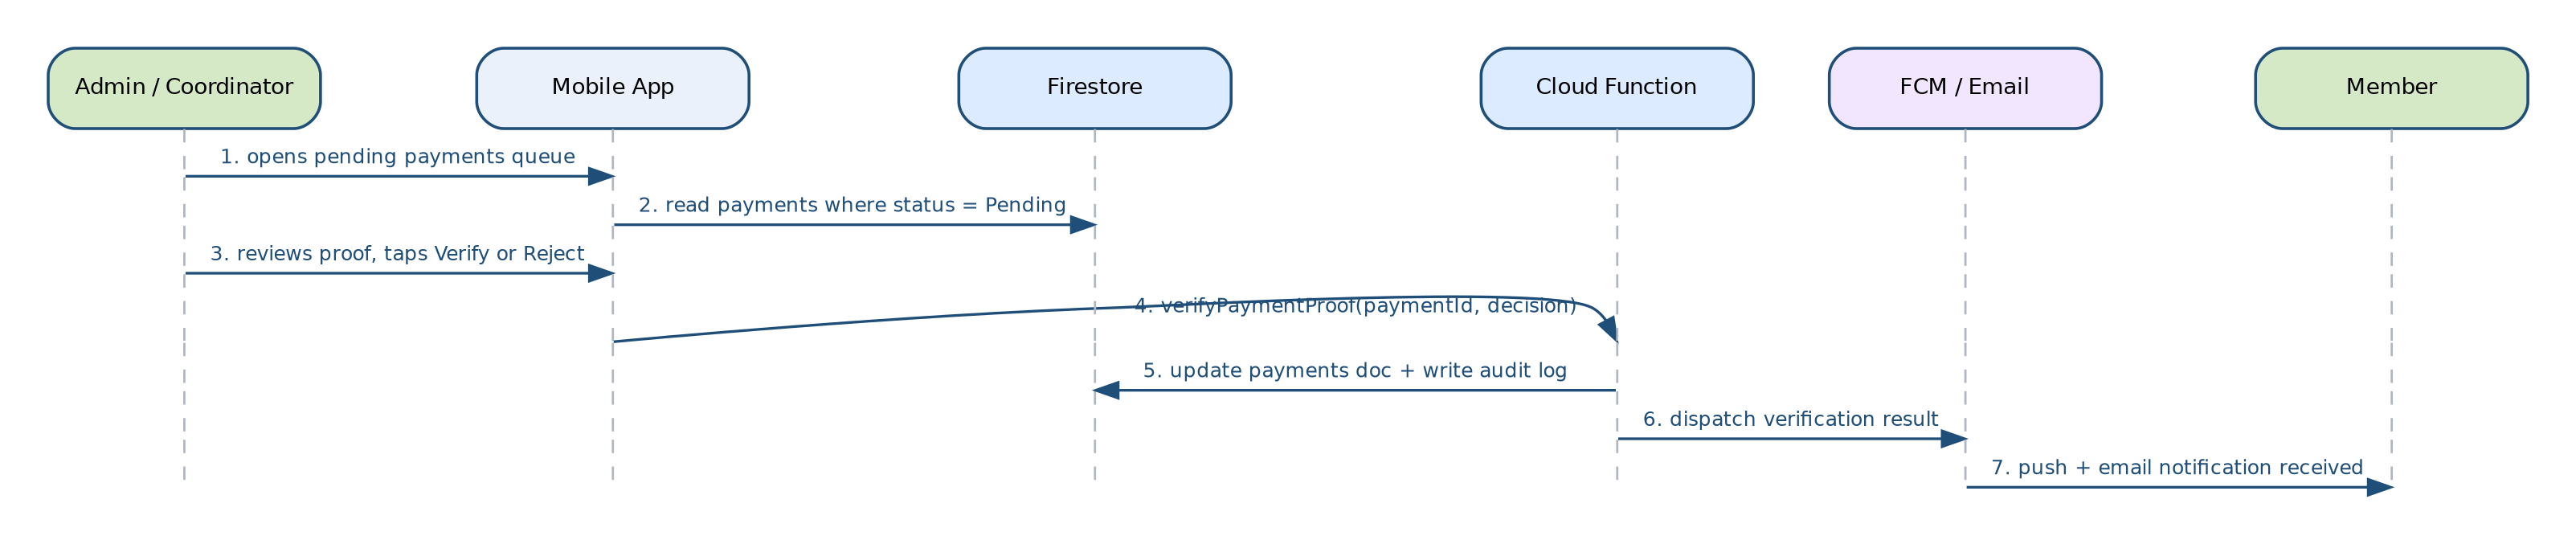 Admin / Coordinator
Mobile App
Firestore
Cloud Function
FCM / Email
Member
1. opens pending payments queue
2. read payments where status = Pending
3. reviews proof, taps Verify or Reject
4. verifyPaymentProof(paymentId, decision)
5. update payments doc + write audit log
6. dispatch verification result
7. push + email notification received